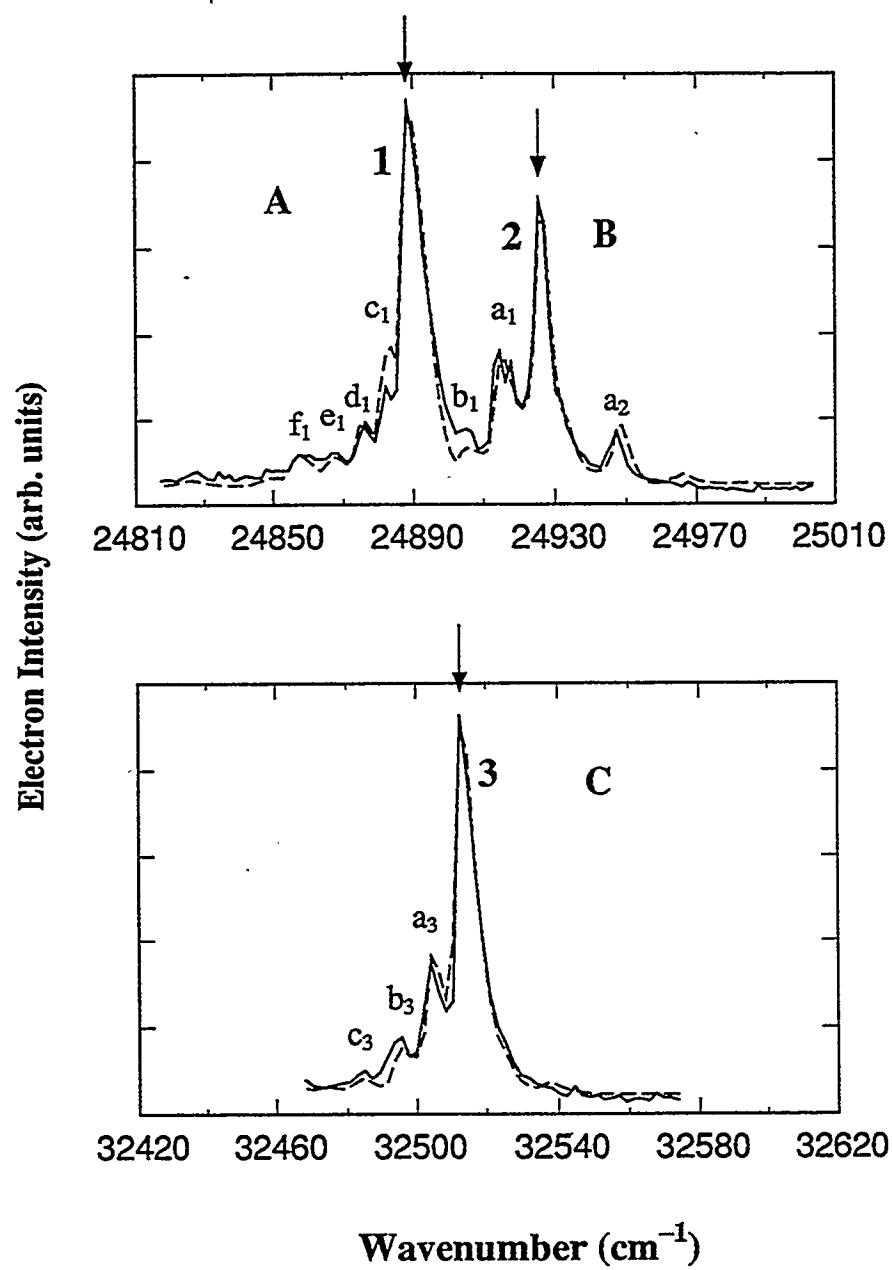 1
A
2
B
c₁
a₁
b₁
d₁
e₁
f₁
a₂
24810 24850 24890 24930 24970 25010
Electron Intensity (arb. units)
3
C
a₃
b₃
c₃
32420 32460 32500 32540 32580 32620
Wavenumber (cm⁻¹)